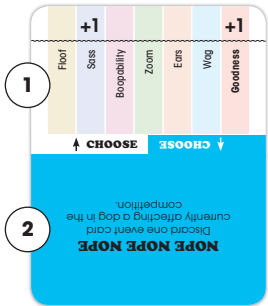 +1 +1
Floof
Sass
Boopability
Zoom
Ears
Wag
Goodness
1
CHOOSE
CHOOSE
2
NOPE NOPE NOPE
Discard one event card
currently affecting a dog in the
competition.